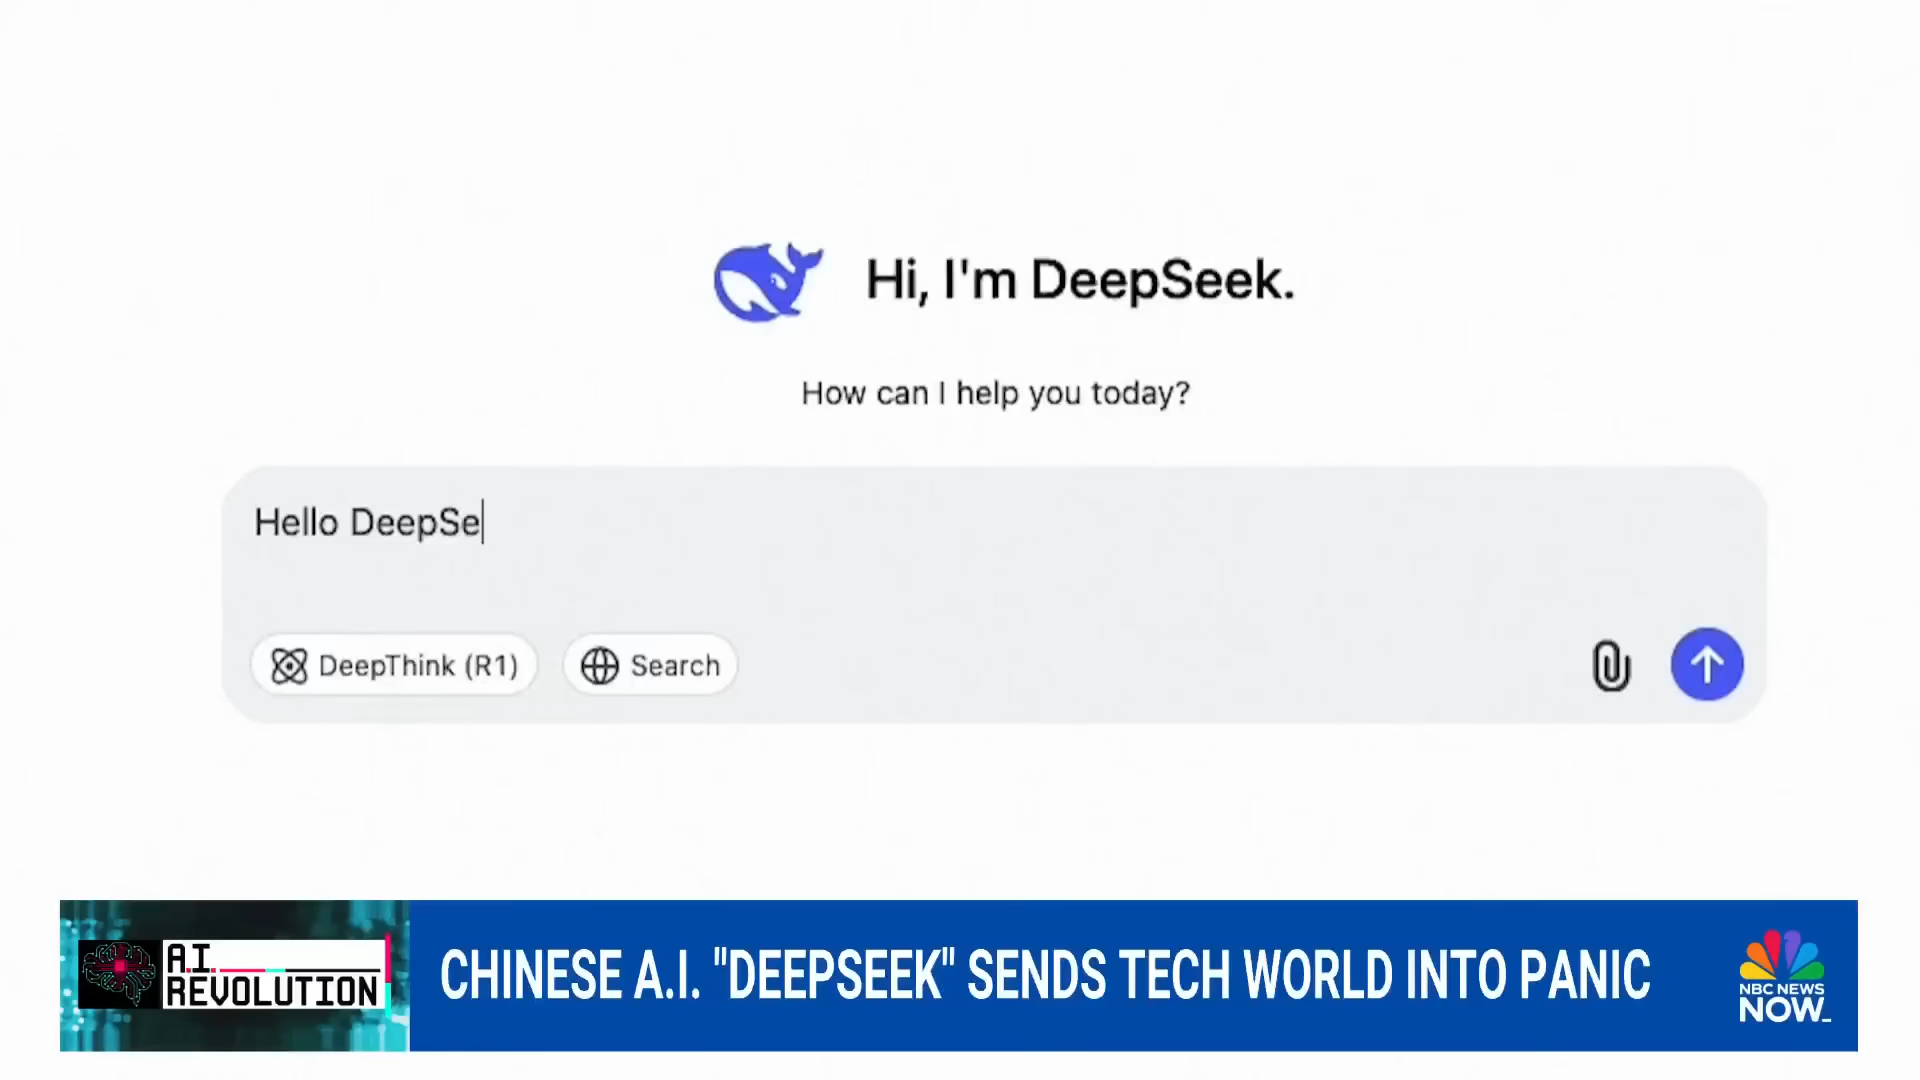 Hi, I'm DeepSeek.
How can I help you today?
Hello DeepSe
DeepThink (R1)
Search
A.I.
REVOLUTION
CHINESE A.I. "DEEPSEEK" SENDS TECH WORLD INTO PANIC
NBC NEWS
NOW_